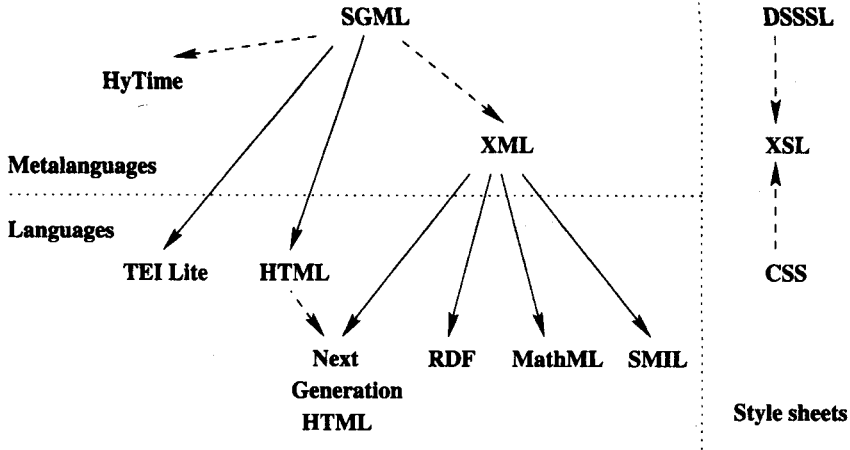 SGML
DSSSL
HyTime
XML
XSL
Metalanguages
Languages
TEI Lite
HTML
CSS
Next
Generation
HTML
RDF
MathML
SMIL
Style sheets